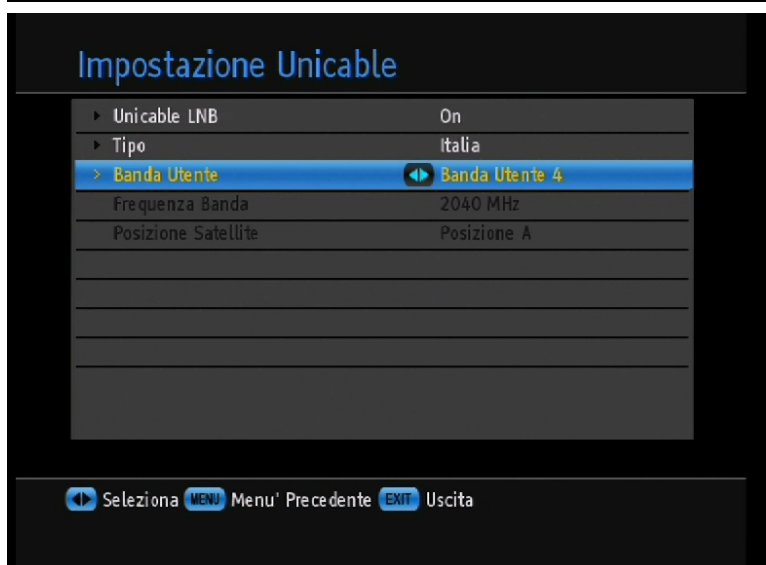 Impostazione Unicable
Unicable LNB On
Tipo Italia
Banda Utente Banda Utente 4
Frequenza Banda 2040 MHz
Posizione Satellite Posizione A
Seleziona MENU Menu' Precedente EXIT Uscita